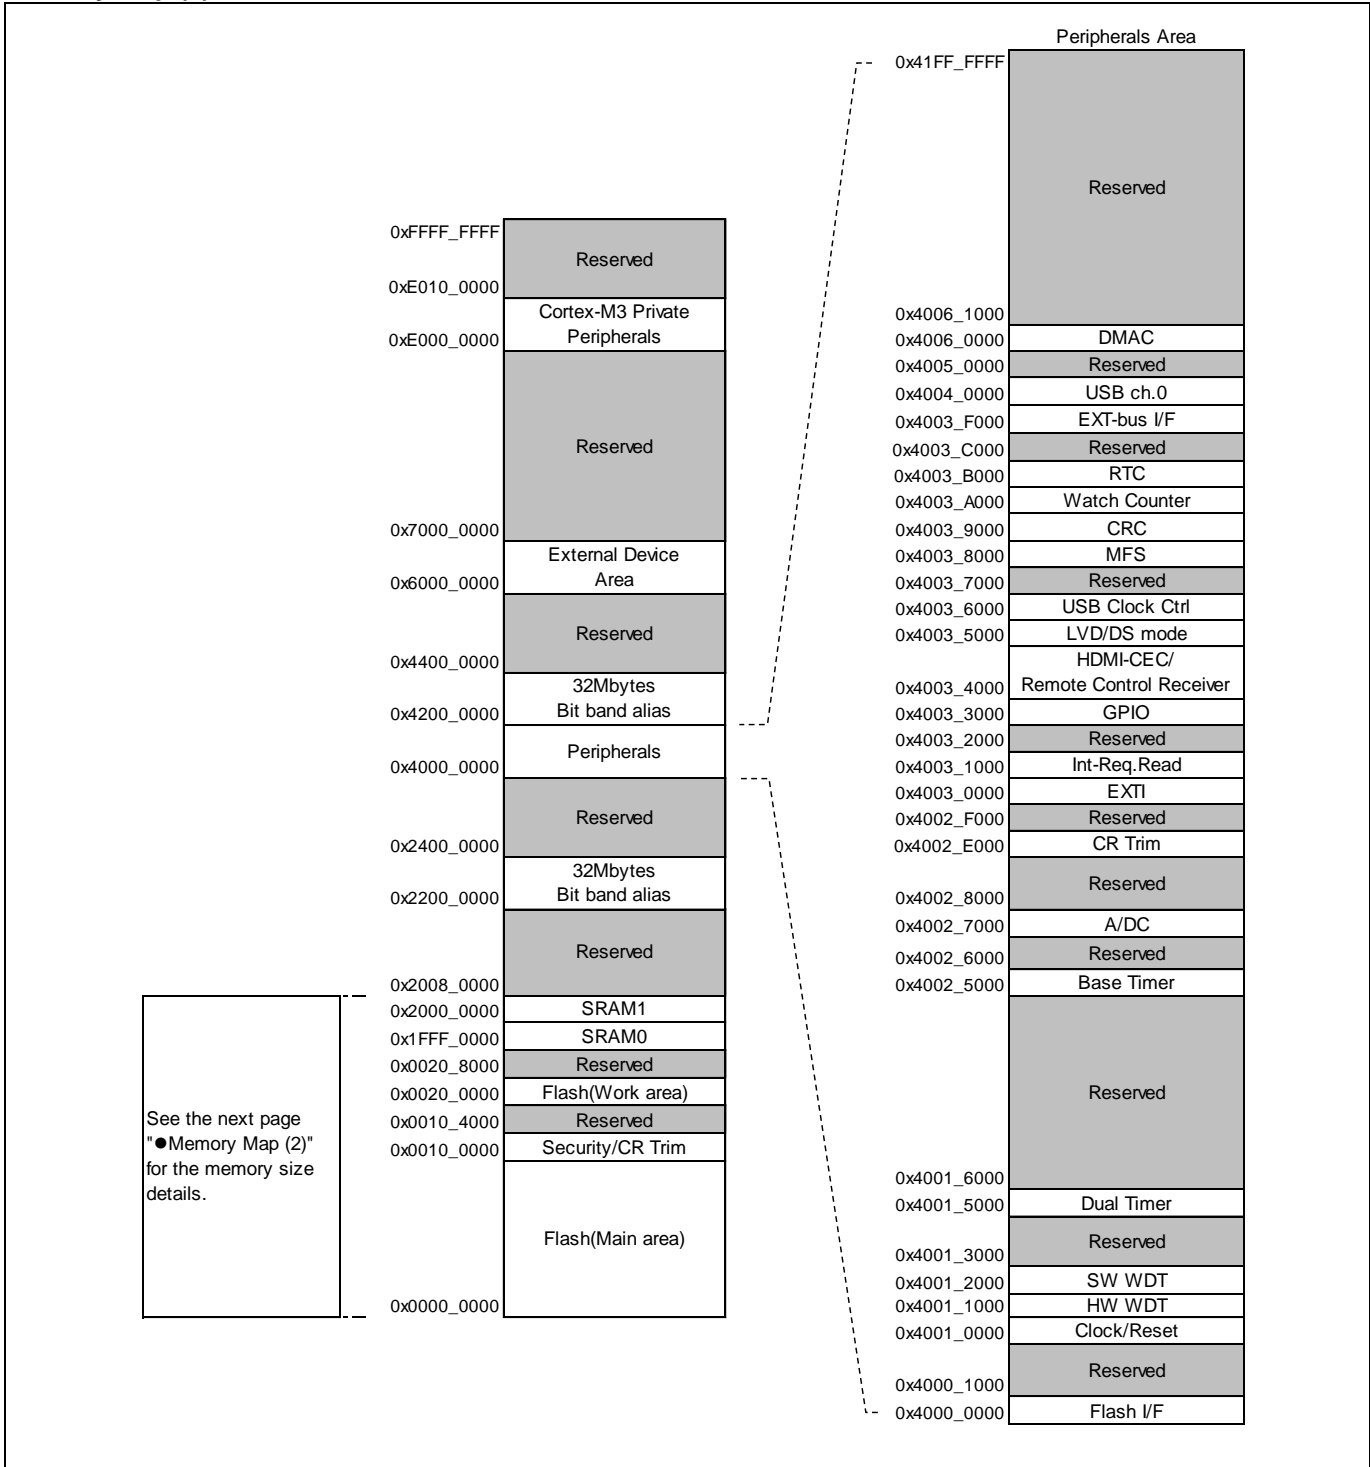 Peripherals Area
0x41FF_FFFF
Reserved
0x4006_1000
0x4006_0000 DMAC
0x4005_0000 Reserved
0x4004_0000 USB ch.0
0x4003_F000 EXT-bus I/F
0x4003_C000 Reserved
0x4003_B000 RTC
0x4003_A000 Watch Counter
0x4003_9000 CRC
0x4003_8000 MFS
0x4003_7000 Reserved
0x4003_6000 USB Clock Ctrl
0x4003_5000 LVD/DS mode
HDMI-CEC/
0x4003_4000 Remote Control Receiver
0x4003_3000 GPIO
0x4003_2000 Reserved
0x4003_1000 Int-Req.Read
0x4003_0000 EXTI
0x4002_F000 Reserved
0x4002_E000 CR Trim
Reserved
0x4002_8000
0x4002_7000 A/DC
0x4002_6000 Reserved
0x4002_5000 Base Timer
Reserved
0x4001_6000
0x4001_5000 Dual Timer
Reserved
0x4001_3000
0x4001_2000 SW WDT
0x4001_1000 HW WDT
0x4001_0000 Clock/Reset
Reserved
0x4000_1000
0x4000_0000 Flash I/F
0xFFFF_FFFF
Reserved
0xE010_0000
Cortex-M3 Private
0xE000_0000 Peripherals
Reserved
0x7000_0000
External Device
0x6000_0000 Area
Reserved
0x4400_0000
32Mbytes
0x4200_0000 Bit band alias
Peripherals
0x4000_0000
Reserved
0x2400_0000
32Mbytes
0x2200_0000 Bit band alias
Reserved
0x2008_0000
0x2000_0000 SRAM1
0x1FFF_0000 SRAM0
0x0020_8000 Reserved
0x0020_0000 Flash(Work area)
0x0010_4000 Reserved
0x0010_0000 Security/CR Trim
Flash(Main area)
0x0000_0000
See the next page
"●Memory Map (2)"
for the memory size
details.